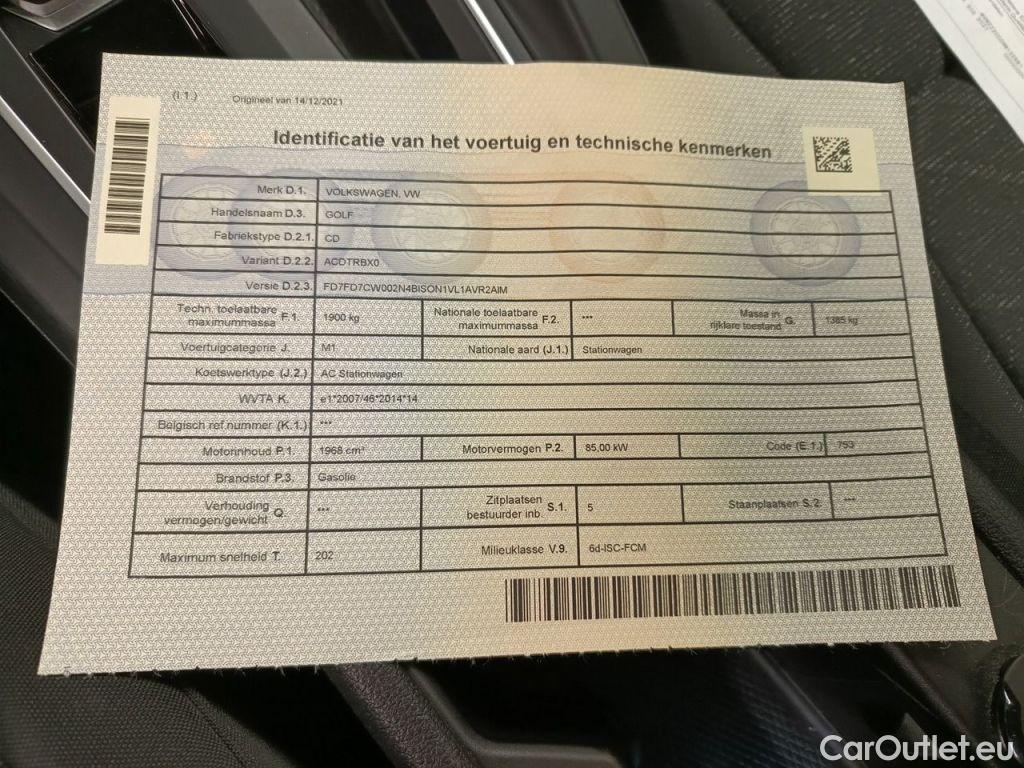 (I 1.) Origineel van 14/12/2021
Identificatie van het voertuig en technische kenmerken
Merk D.1. VOLKSWAGEN, VW
Handelsnaam D.3. GOLF
Fabriekstype D.2.1. CD
Variant D.2.2. ACDTRBX0
Versie D.2.3. FD7FD7CW002N4BISON1VL1AVR2AIM
Techn. toelaatbare maximummassa F.1. 1900 kg Nationale toelaatbare maximummassa F.2. *** Massa in rijklare toestand G. 1385 kg
Voertuigcategorie J. M1 Nationale aard (J.1.) Stationwagen
Koetswerktype (J.2.) AC Stationwagen
WVTA K. e1*2007/46*2014*14
Belgisch ref.nummer (K.1.) ***
Motorinhoud P.1. 1968 cm³ Motorvermogen P.2. 85,00 kW Code (E.1.) 753
Brandstof P.3. Gasolie
Verhouding vermogen/gewicht Q. *** Zitplaatsen bestuurder inb. S.1. 5 Staanplaatsen S.2. ***
Maximum snelheid T. 202 Milieuklasse V.9. 6d-ISC-FCM
CarOutlet.eu